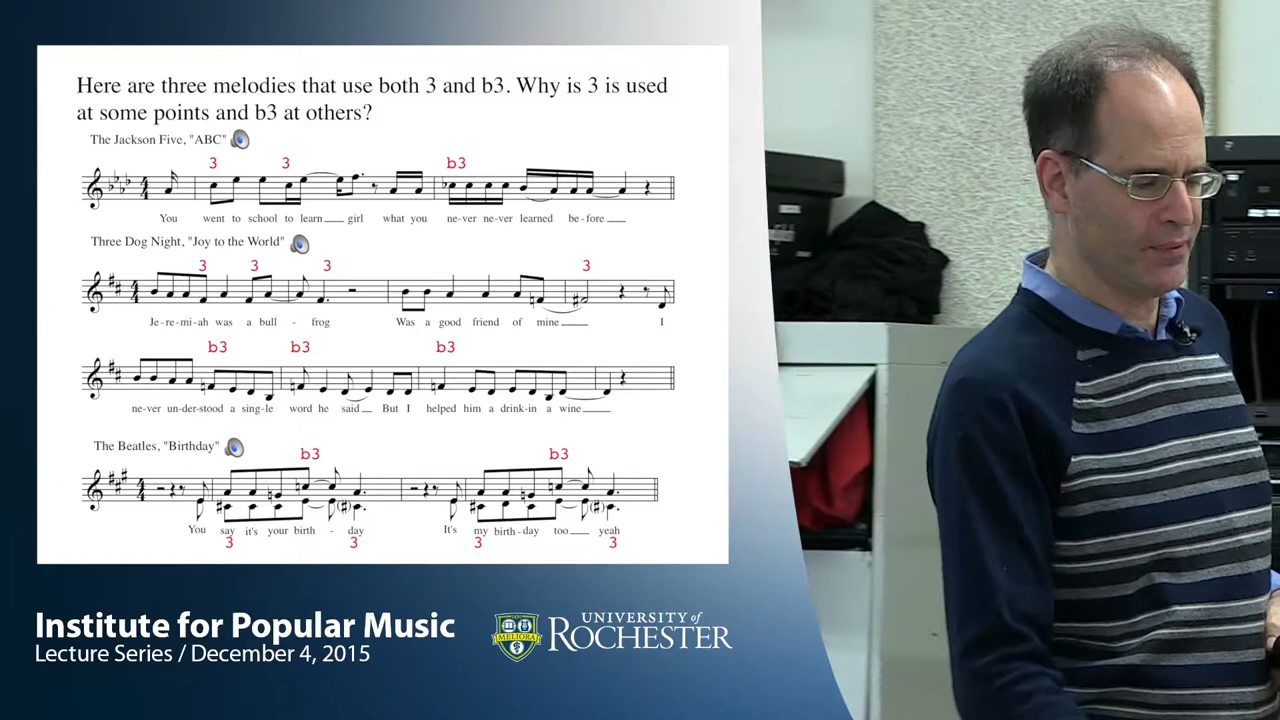 Here are three melodies that use both 3 and b3. Why is 3 is used
at some points and b3 at others?
The Jackson Five, "ABC"
3 3 b3
You went to school to learn girl what you ne-ver ne-ver learned be-fore
Three Dog Night, "Joy to the World"
3 3 3 3
Je-re-mi-ah was a bull - frog Was a good friend of mine I
b3 b3 b3
ne-ver un-der-stood a sing-le word he said But I helped him a drink-in a wine
The Beatles, "Birthday"
b3 b3
You say it's your birth - day It's my birth-day too yeah
3 3 3 3
Institute for Popular Music
Lecture Series / December 4, 2015
MELIORA
UNIVERSITY of
ROCHESTER